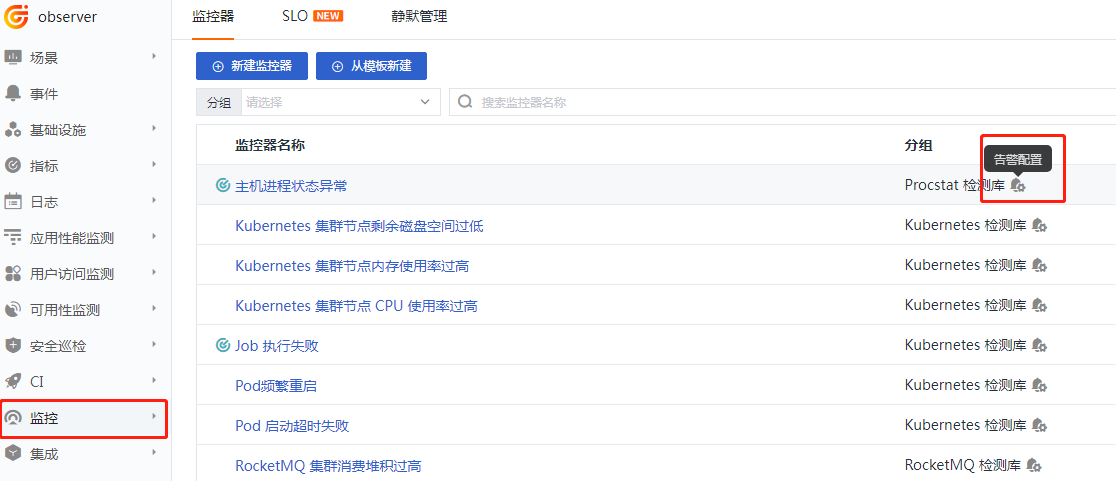 observer
监控器 SLO NEW 静默管理
场景
事件
基础设施
指标
日志
应用性能监测
用户访问监测
可用性监测
安全巡检
CI
监控
集成
新建监控器 从模板新建
分组 请选择 搜索监控器名称
监控器名称 分组
告警配置
主机进程状态异常 Procstat 检测库
Kubernetes 集群节点剩余磁盘空间过低 Kubernetes 检测库
Kubernetes 集群节点内存使用率过高 Kubernetes 检测库
Kubernetes 集群节点 CPU 使用率过高 Kubernetes 检测库
Job 执行失败 Kubernetes 检测库
Pod频繁重启 Kubernetes 检测库
Pod 启动超时失败 Kubernetes 检测库
RocketMQ 集群消费堆积过高 RocketMQ 检测库